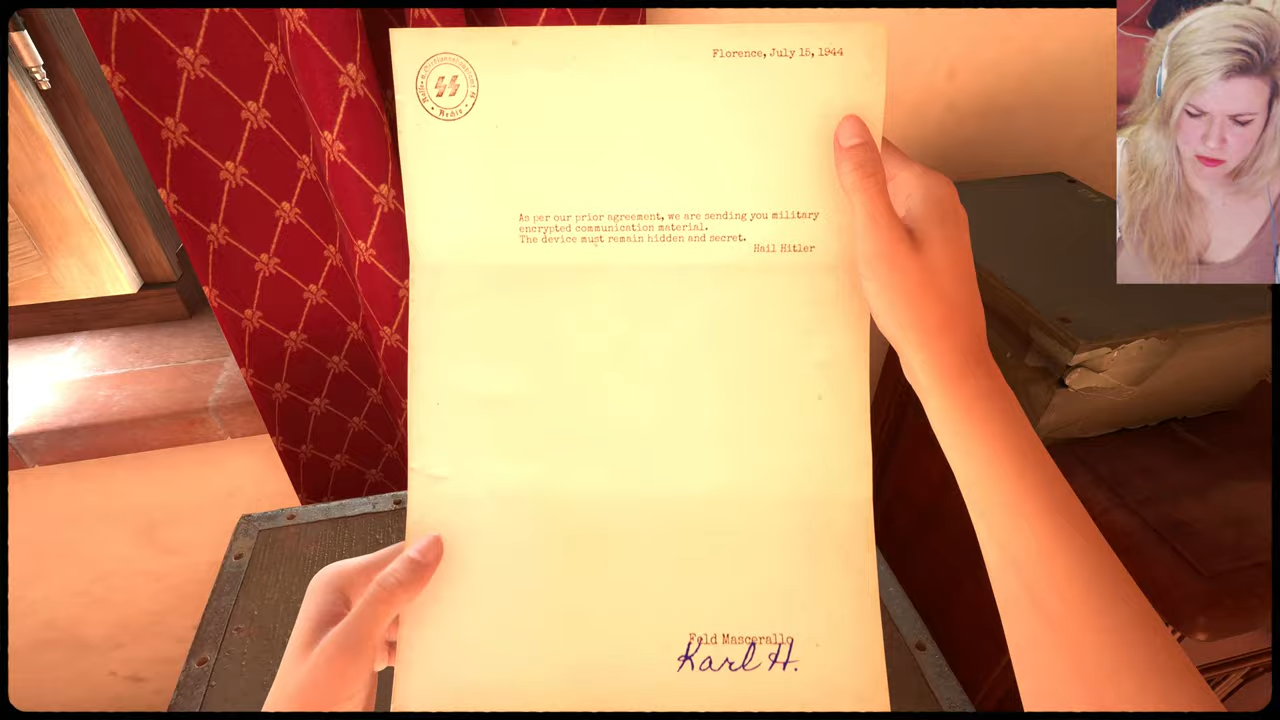 Florence, July 15, 1944
As per our prior agreement, we are sending you military
encrypted communication material.
The device must remain hidden and secret.
Hail Hitler
Feld Mascerallo
Karl H.